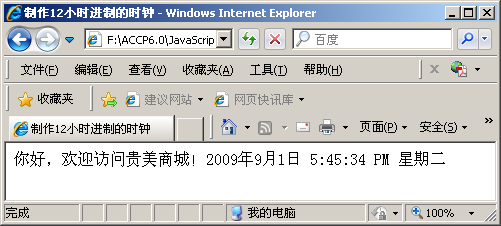 制作12小时进制的时钟 - Windows Internet Explorer
F:\ACCP6.0\JavaScrip
百度
文件(F) 编辑(E) 查看(V) 收藏夹(A) 工具(T) 帮助(H)
收藏夹 建议网站 网页快讯库
制作12小时进制的时钟 页面(P) 安全(S)
你好，欢迎访问贵美商城! 2009年9月1日 5:45:34 PM 星期二
完成 我的电脑 100%